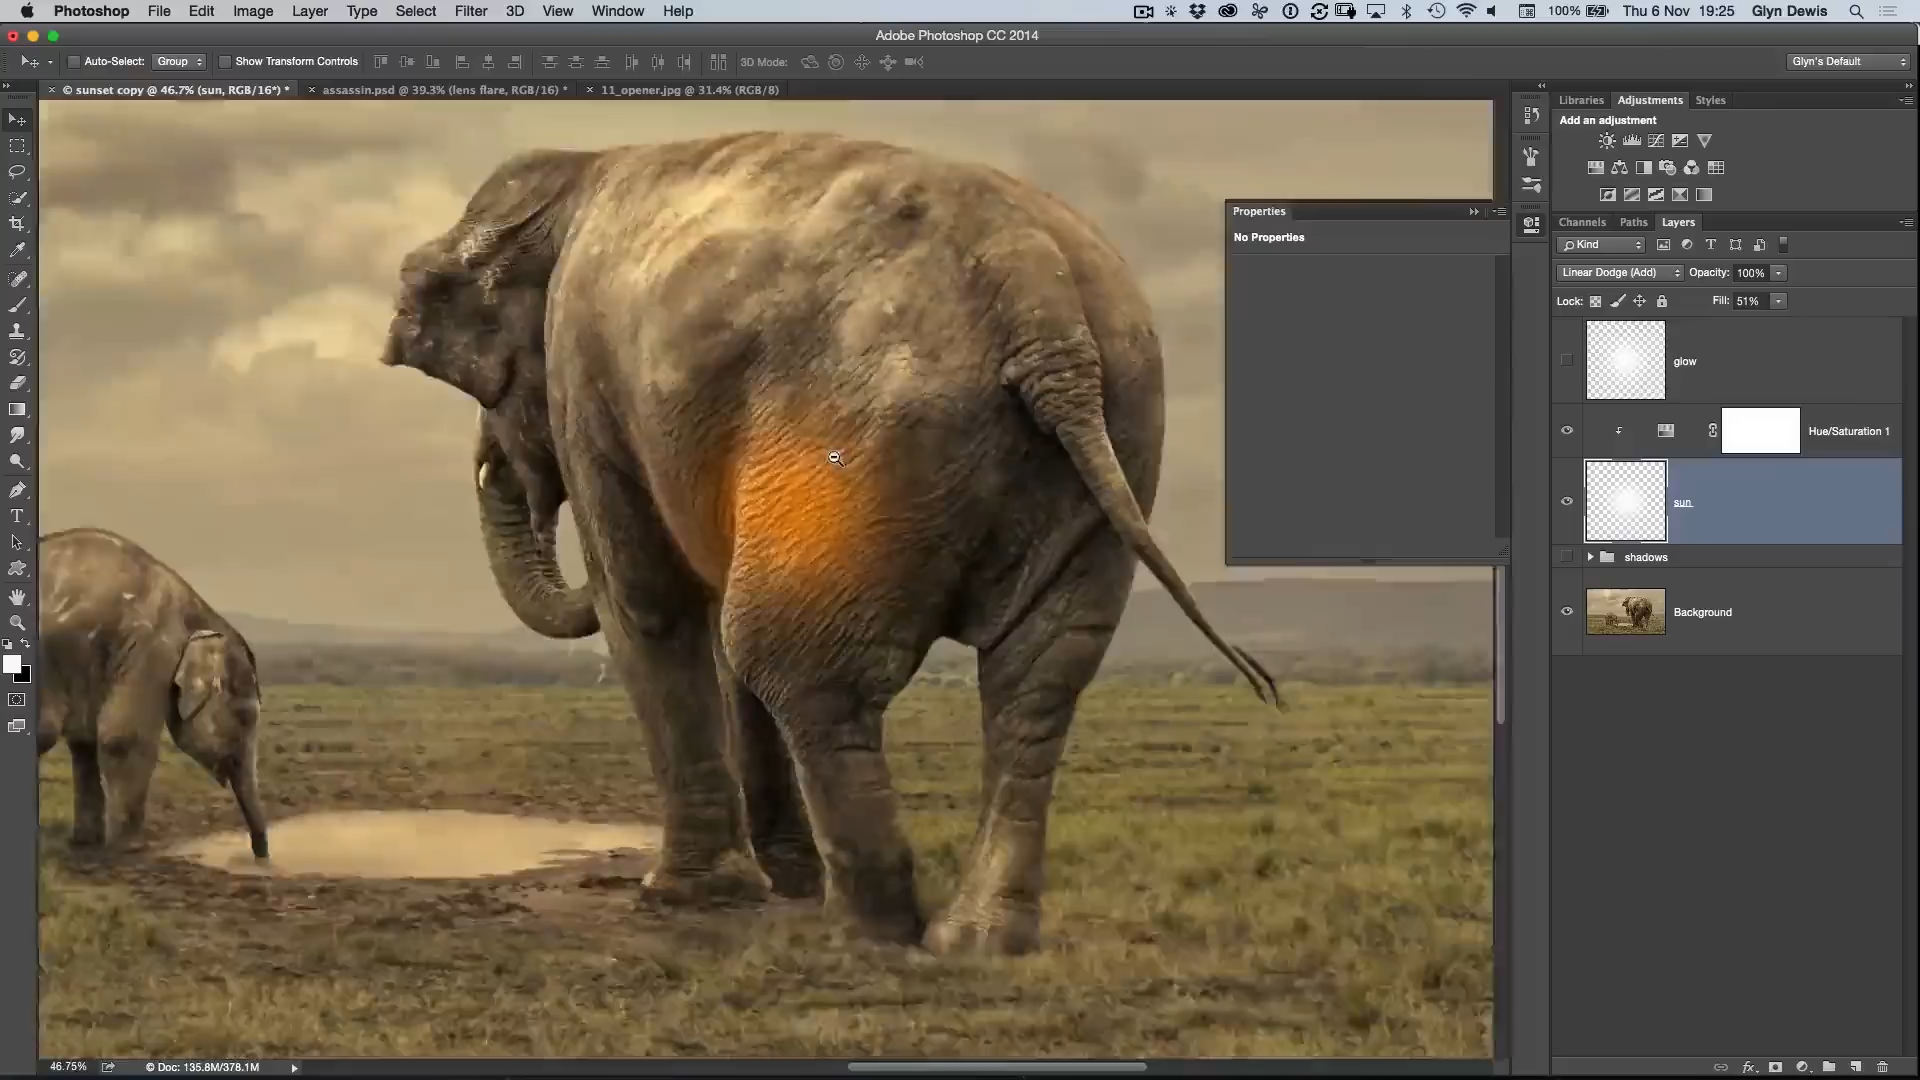 Photoshop File Edit Image Layer Type Select Filter 3D View Window Help 100% Thu 6 Nov 19:25 Glyn Dewis
Adobe Photoshop CC 2014
Auto-Select: Group Show Transform Controls 3D Mode: Glyn's Default
© sunset copy @ 46.7% (sun, RGB/16*) * assassin.psd @ 39.3% (lens flare, RGB/16) * 11_opener.jpg @ 31.4% (RGB/8)
Libraries Adjustments Styles
Add an adjustment
Properties
No Properties
Channels Paths Layers
Kind
Linear Dodge (Add) Opacity: 100%
Lock: Fill: 51%
glow
Hue/Saturation 1
sun
shadows
Background
46.75% © Doc: 135.8M/378.1M fx